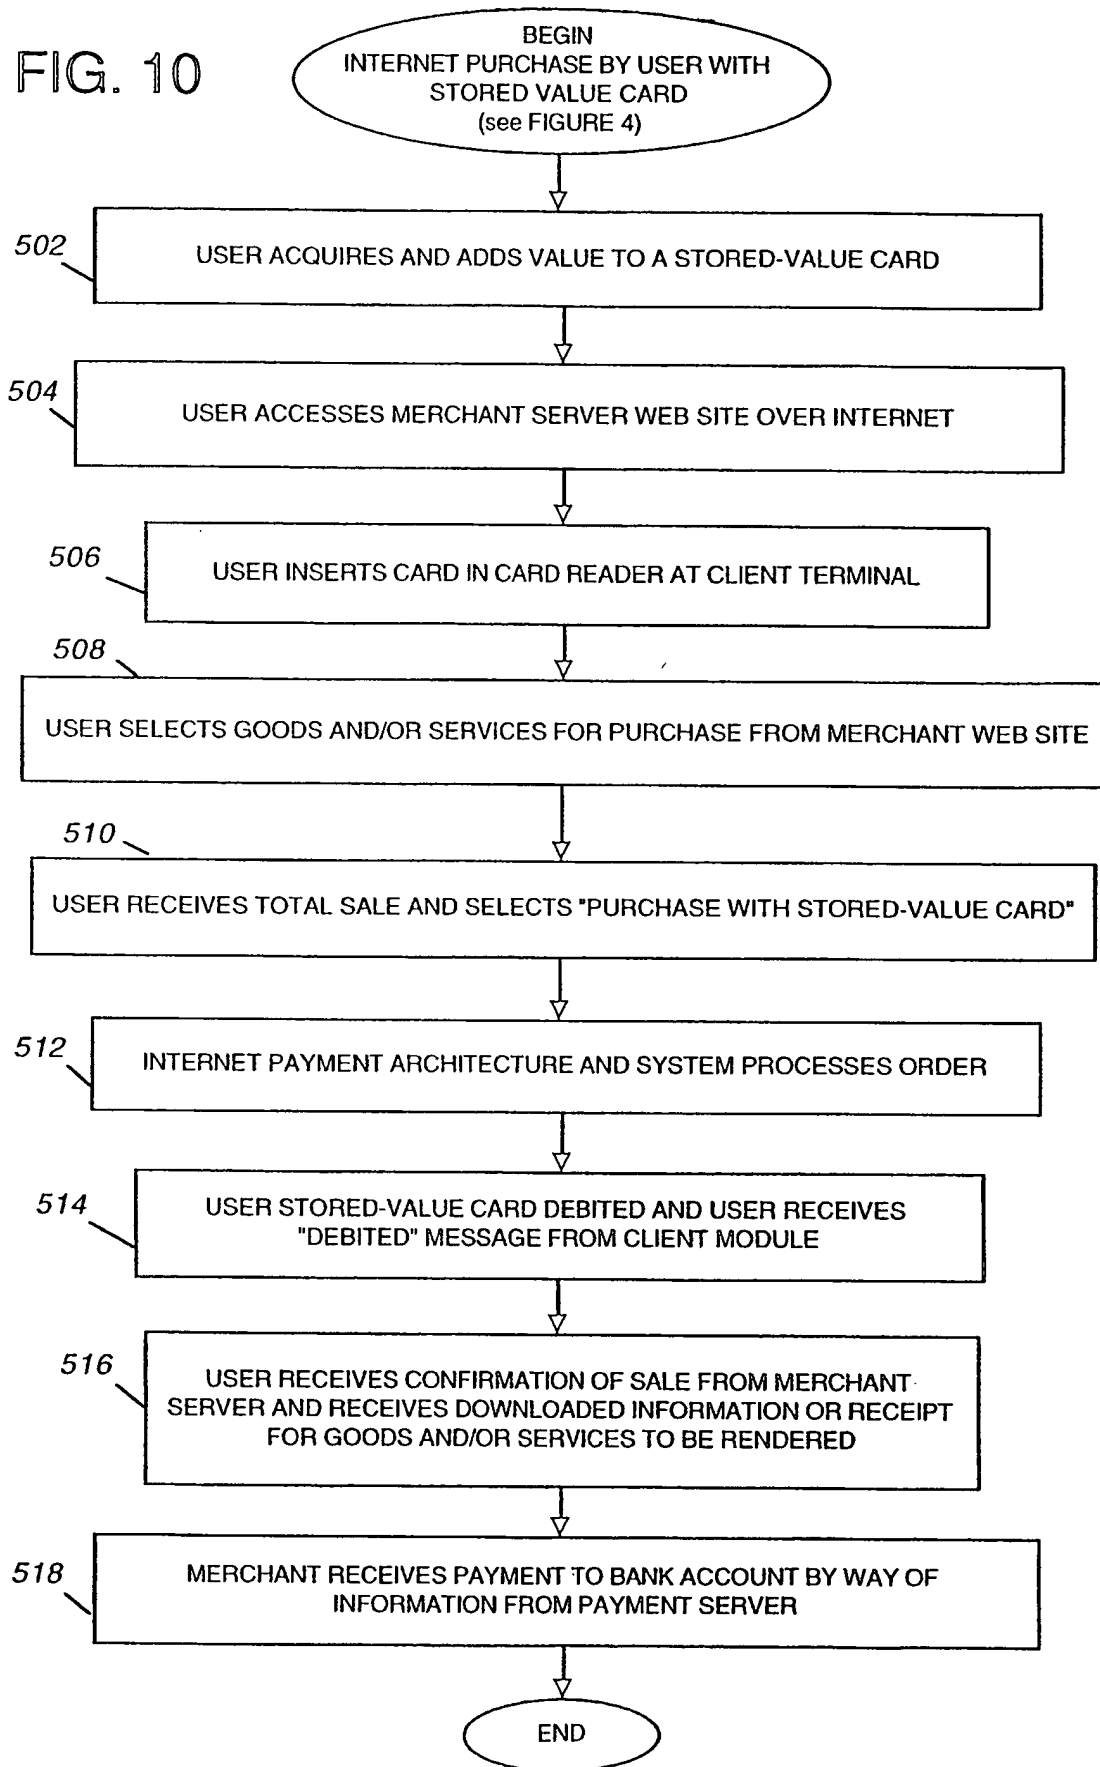 FIG. 10
BEGIN
INTERNET PURCHASE BY USER WITH
STORED VALUE CARD
(see FIGURE 4)
502
USER ACQUIRES AND ADDS VALUE TO A STORED-VALUE CARD
504
USER ACCESSES MERCHANT SERVER WEB SITE OVER INTERNET
506
USER INSERTS CARD IN CARD READER AT CLIENT TERMINAL
508
USER SELECTS GOODS AND/OR SERVICES FOR PURCHASE FROM MERCHANT WEB SITE
510
USER RECEIVES TOTAL SALE AND SELECTS "PURCHASE WITH STORED-VALUE CARD"
512
INTERNET PAYMENT ARCHITECTURE AND SYSTEM PROCESSES ORDER
514
USER STORED-VALUE CARD DEBITED AND USER RECEIVES
"DEBITED" MESSAGE FROM CLIENT MODULE
516
USER RECEIVES CONFIRMATION OF SALE FROM MERCHANT
SERVER AND RECEIVES DOWNLOADED INFORMATION OR RECEIPT
FOR GOODS AND/OR SERVICES TO BE RENDERED
518
MERCHANT RECEIVES PAYMENT TO BANK ACCOUNT BY WAY OF
INFORMATION FROM PAYMENT SERVER
END